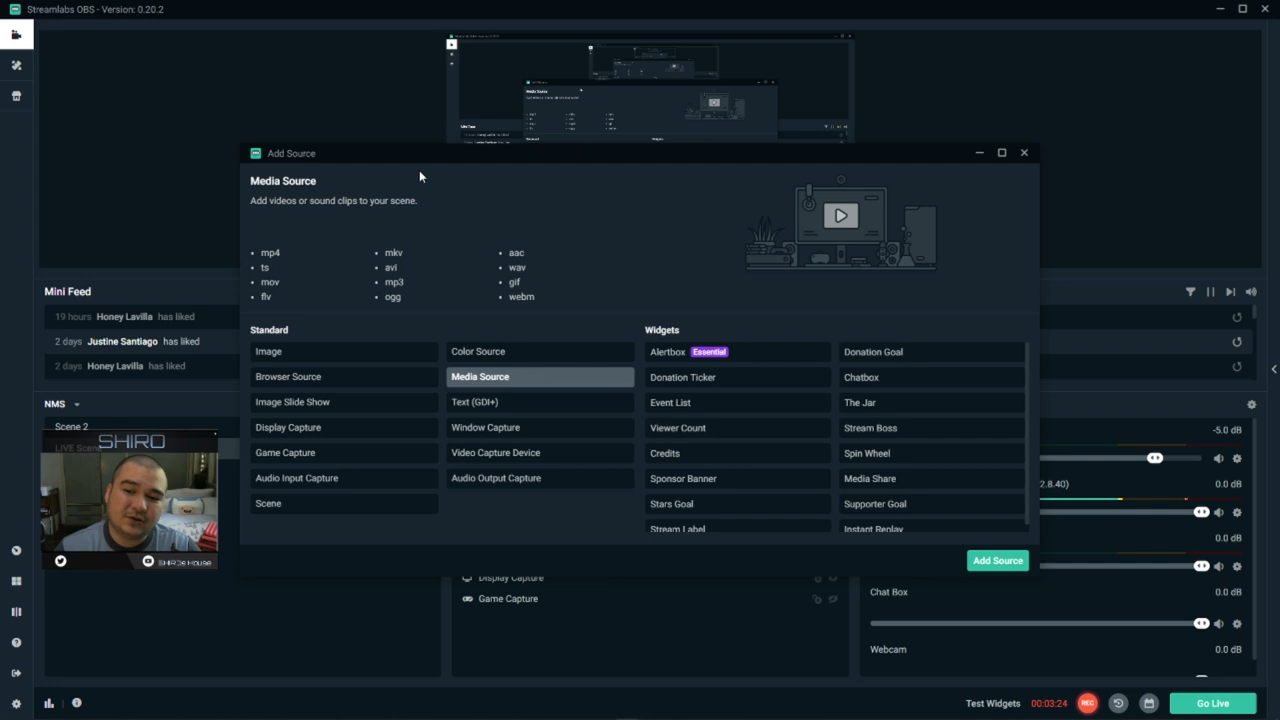 Streamlabs OBS - Version: 0.20.2
Add Source
Media Source
Add videos or sound clips to your scene.
mp4
ts
mov
flv
mkv
avi
mp3
ogg
aac
wav
gif
webm
Mini Feed
19 hours Honey Lavilla has liked
2 days Justine Santiago has liked
2 days Honey Lavilla has liked
Standard
Image
Color Source
Browser Source
Media Source
Image Slide Show
Text (GDI+)
Display Capture
Window Capture
Game Capture
Video Capture Device
Audio Input Capture
Audio Output Capture
Scene
Widgets
Alertbox Essential
Donation Goal
Donation Ticker
Chatbox
Event List
The Jar
Viewer Count
Stream Boss
Credits
Spin Wheel
Sponsor Banner
Media Share
Stars Goal
Supporter Goal
Stream Label
Instant Replay
Add Source
NMS
Scene 2
LIVE Scene
SHIRO
SHIROs House
Display Capture
Game Capture
-5.0 dB
2.8.40)
0.0 dB
0.0 dB
Chat Box
0.0 dB
Webcam
0.0 dB
Test Widgets
00:03:24
REC
Go Live